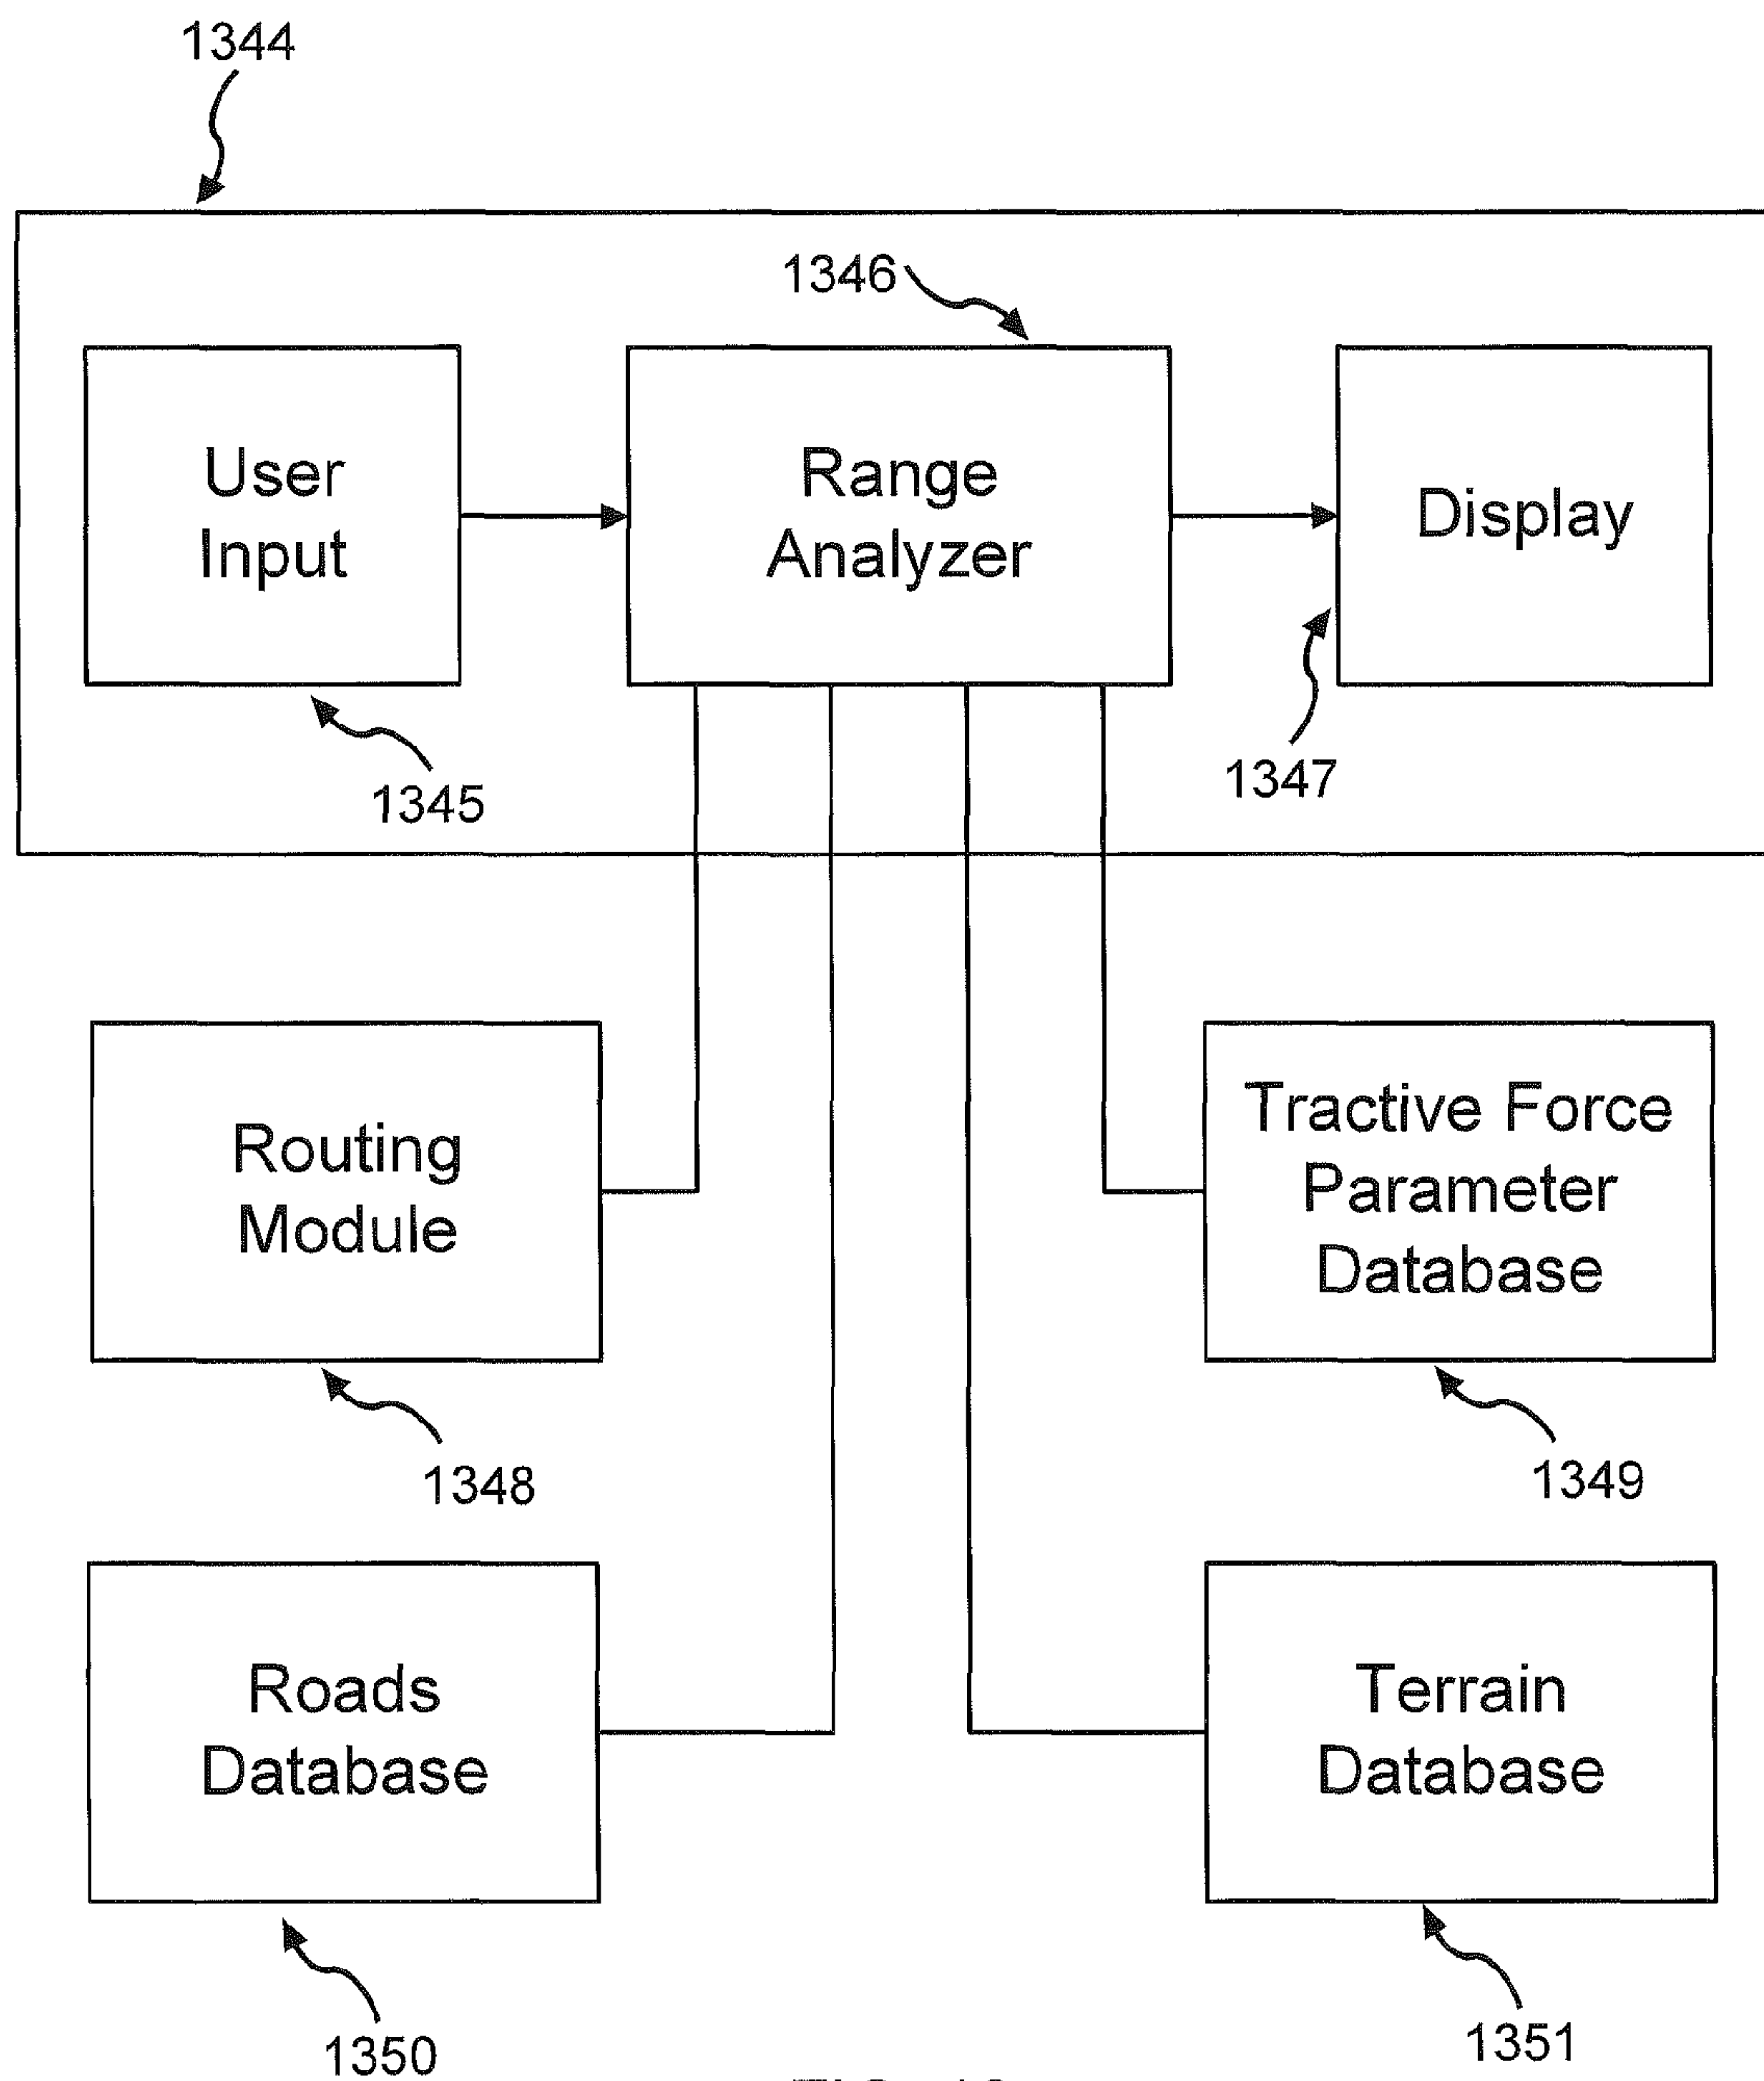 1344
1346
User
Input
Range
Analyzer
Display
1345
1347
Routing
Module
Tractive Force
Parameter
Database
1348
1349
Roads
Database
Terrain
Database
1350
1351